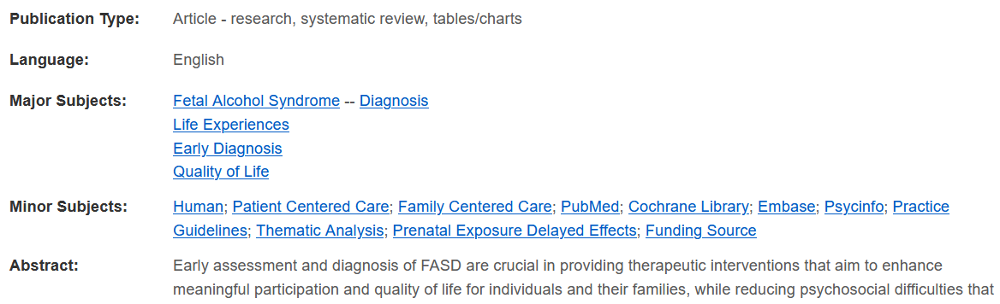 Publication Type: Article - research, systematic review, tables/charts
Language: English
Major Subjects: Fetal Alcohol Syndrome -- Diagnosis
Life Experiences
Early Diagnosis
Quality of Life
Minor Subjects: Human; Patient Centered Care; Family Centered Care; PubMed; Cochrane Library; Embase; Psycinfo; Practice
Guidelines; Thematic Analysis; Prenatal Exposure Delayed Effects; Funding Source
Abstract: Early assessment and diagnosis of FASD are crucial in providing therapeutic interventions that aim to enhance
meaningful participation and quality of life for individuals and their families, while reducing psychosocial difficulties that